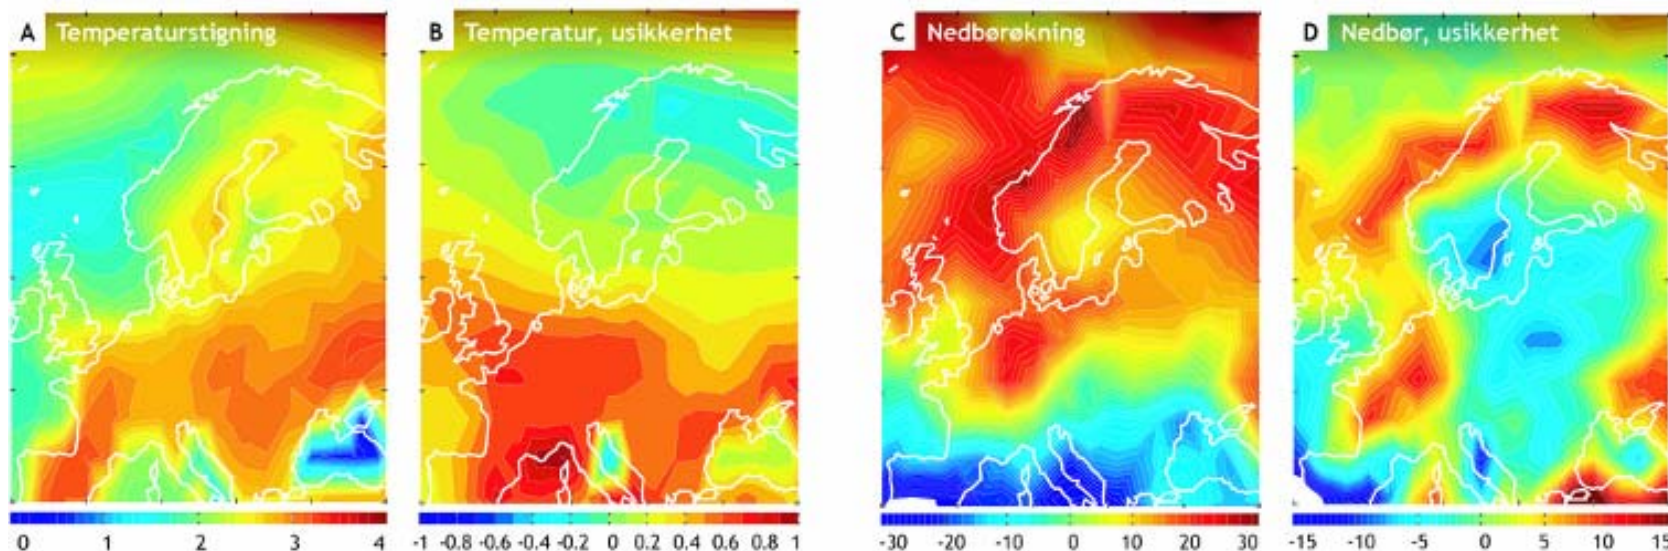 A Temperaturstigning
B Temperatur, usikkerhet
C Nedbørøkning
D Nedbør, usikkerhet
0 1 2 3 4
-1 -0.8 -0.6 -0.4 -0.2 0 0.2 0.4 0.6 0.8 1
-30 -20 -10 0 10 20 30
-15 -10 -5 0 5 10 15